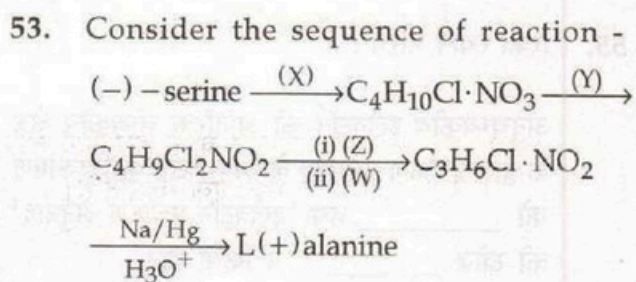 53. Consider the sequence of reaction -
(−) – serine —(X)→ C₄H₁₀Cl·NO₃ —(Y)→
C₄H₉Cl₂NO₂ —(i) (Z) (ii) (W)→ C₃H₆Cl·NO₂
—Na/Hg H₃O⁺→ L(+)alanine